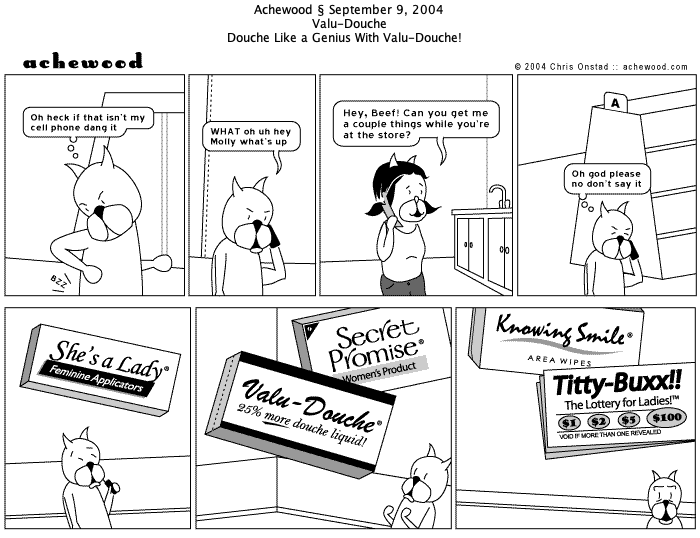 Achewood § September 9, 2004
Valu-Douche
Douche Like a Genius With Valu-Douche!
achewood
© 2004 Chris Onstad :: achewood.com
Oh heck if that isn't my
cell phone dang it
BZZ
WHAT oh uh hey
Molly what's up
Hey, Beef! Can you get me
a couple things while you're
at the store?
A
Oh god please
no don't say it
She's a Lady®
Feminine Applicators
Secret
Promise®
Women's Product
Valu-Douche®
25% more douche liquid!
Knowing Smile®
AREA WIPES
Titty-Buxx!!
The Lottery for Ladies!™
$1 $2 $5 $100
VOID IF MORE THAN ONE REVEALED